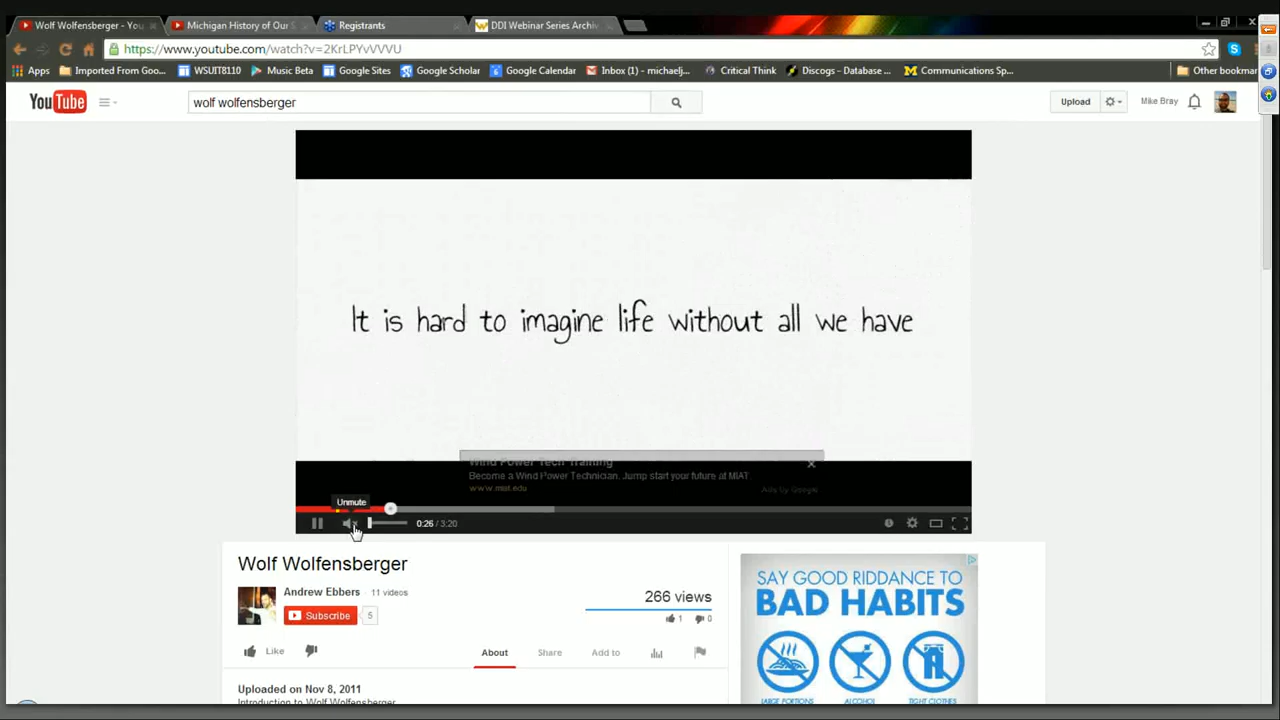 Wolf Wolfensberger - You
Michigan History of Our S
Registrants
DDI Webinar Series Archiv
https://www.youtube.com/watch?v=2KrLPYvVVVU
Apps
Imported From Goo...
WSUIT8110
Music Beta
Google Sites
Google Scholar
Google Calendar
Inbox (1) - michaelj...
Critical Think
Discogs - Database ...
Communications Sp...
Other bookmar
YouTube
wolf wolfensberger
Upload
Mike Bray
It is hard to imagine life without all we have
Wind Power Tech Training
Become a Wind Power Technician. Jump start your future at MIAT.
www.miat.edu
Ads by Google
Unmute
0:26 / 3:20
Wolf Wolfensberger
Andrew Ebbers · 11 videos
Subscribe 5
266 views
1 0
Like
About
Share
Add to
Uploaded on Nov 8, 2011
Introduction to Wolf Wolfensberger
SAY GOOD RIDDANCE TO
BAD HABITS
LARGE PORTIONS
ALCOHOL
TIGHT CLOTHES